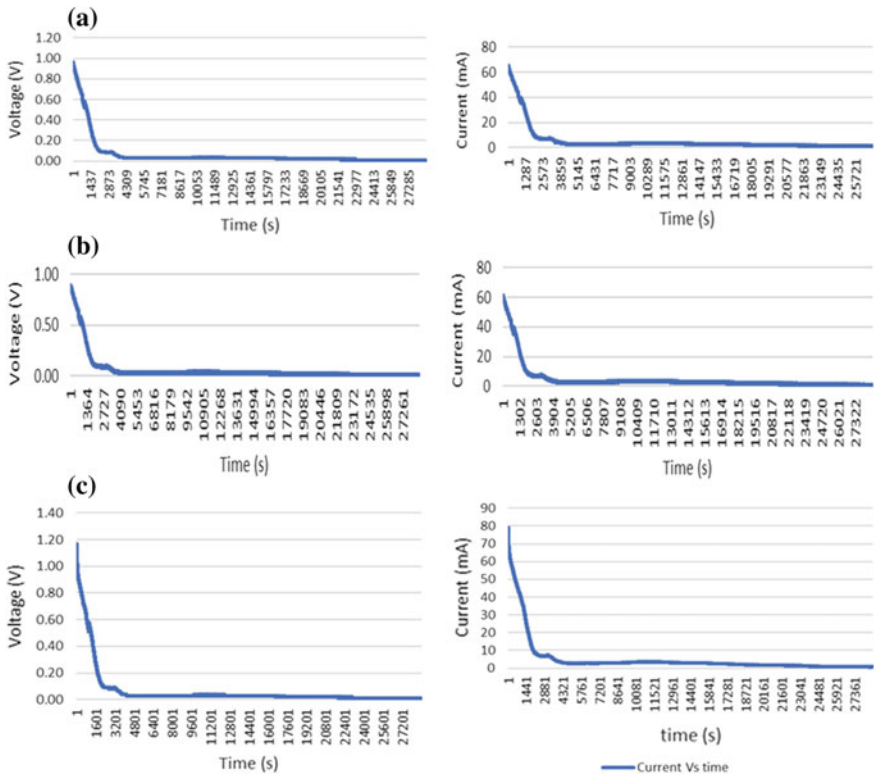 (a)
1.20
1.00
0.80
0.60
0.40
0.20
0.00
Voltage (V)
1 1437 2873 4309 5745 7181 8617 10053 11489 12925 14361 15797 17233 18669 20105 21541 22977 24413 25849 27285
Time (s)
80
60
40
20
0
Current (mA)
1 1287 2573 3859 5145 6431 7717 9003 10289 11575 12861 14147 15433 16719 18005 19291 20577 21863 23149 24435 25721
Time (s)
(b)
1.00
0.50
0.00
Voltage (V)
1 1364 2727 4090 5453 6816 8179 9542 10905 12268 13631 14994 16357 17720 19083 20446 21809 23172 24535 25898 27261
Time (s)
80
60
40
20
0
Current (mA)
1 1302 2603 3904 5205 6506 7807 9108 10409 11710 13011 14312 15613 16914 18215 19516 20817 22118 23419 24720 26021 27322
Time (s)
(c)
1.40
1.20
1.00
0.80
0.60
0.40
0.20
0.00
Voltage (V)
1 1601 3201 4801 6401 8001 9601 11201 12801 14401 16001 17601 19201 20801 22401 24001 25601 27201
Time (s)
90
80
70
60
50
40
30
20
10
0
Current (mA)
1 1441 2881 4321 5761 7201 8641 10081 11521 12961 14401 15841 17281 18721 20161 21601 23041 24481 25921 27361
time (s)
Current Vs time